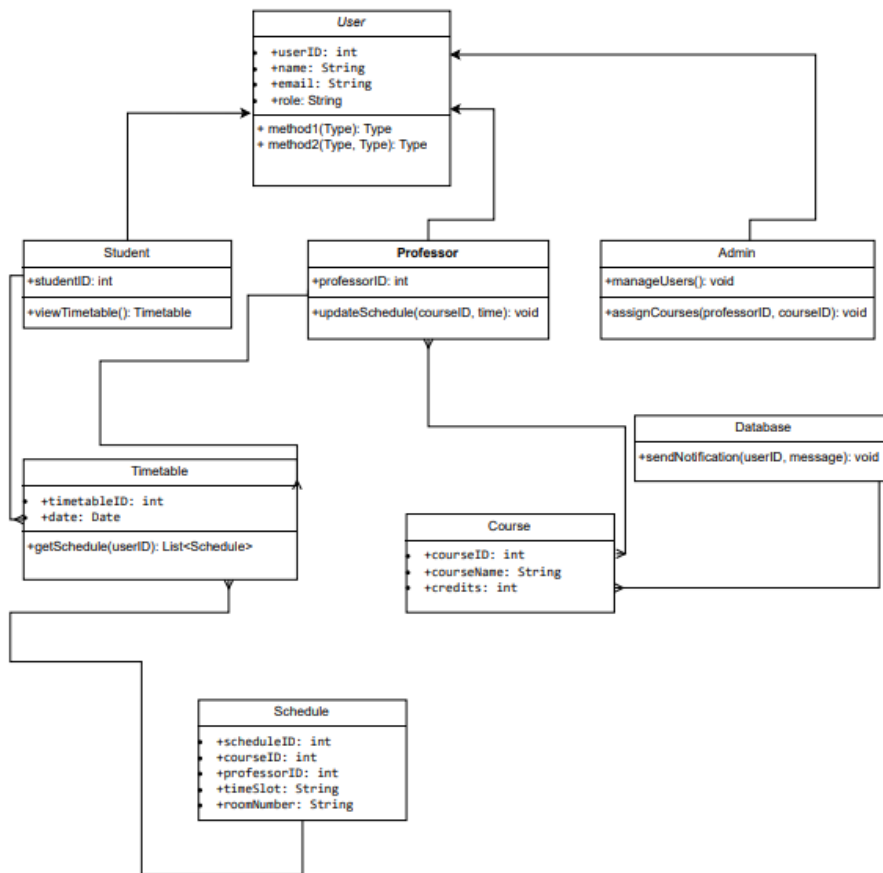 User
+userID: int
+name: String
+email: String
+role: String
+ method1(Type): Type
+ method2(Type, Type): Type
Student
+studentID: int
+viewTimetable(): Timetable
Professor
+professorID: int
+updateSchedule(courseID, time): void
Admin
+manageUsers(): void
+assignCourses(professorID, courseID): void
Database
+sendNotification(userID, message): void
Timetable
+timetableID: int
+date: Date
+getSchedule(userID): List<Schedule>
Course
+courseID: int
+courseName: String
+credits: int
Schedule
+scheduleID: int
+courseID: int
+professorID: int
+timeSlot: String
+roomNumber: String